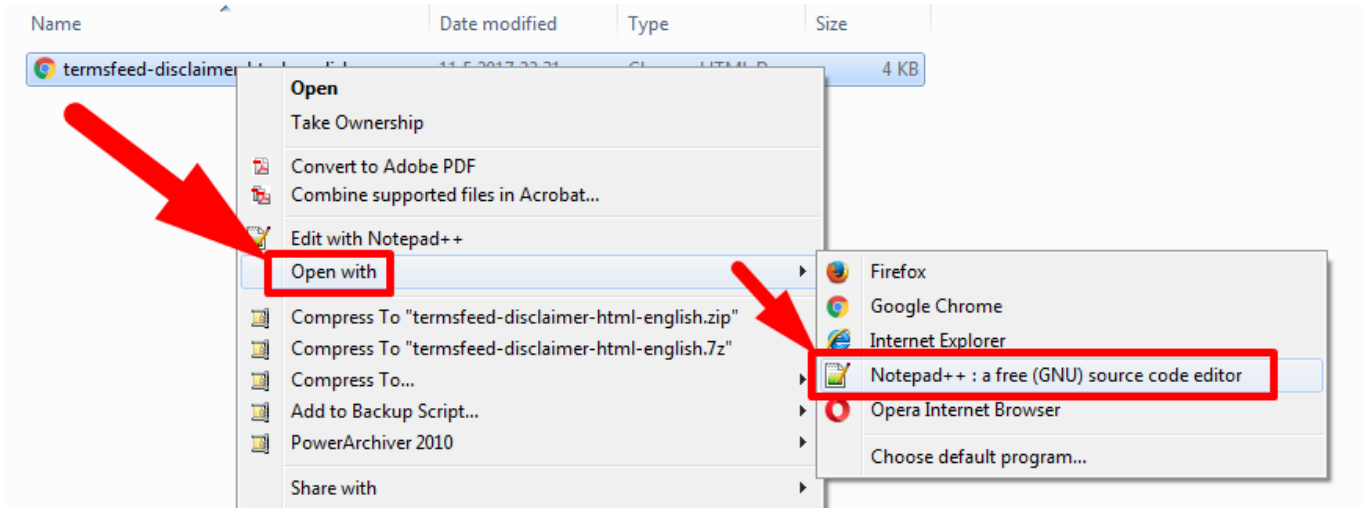 Name Date modified Type Size
termsfeed-disclaimer 4 KB
Open
Take Ownership
Convert to Adobe PDF
Combine supported files in Acrobat...
Edit with Notepad++
Open with
Compress To "termsfeed-disclaimer-html-english.zip"
Compress To "termsfeed-disclaimer-html-english.7z"
Compress To...
Add to Backup Script...
PowerArchiver 2010
Share with
Firefox
Google Chrome
Internet Explorer
Notepad++ : a free (GNU) source code editor
Opera Internet Browser
Choose default program...